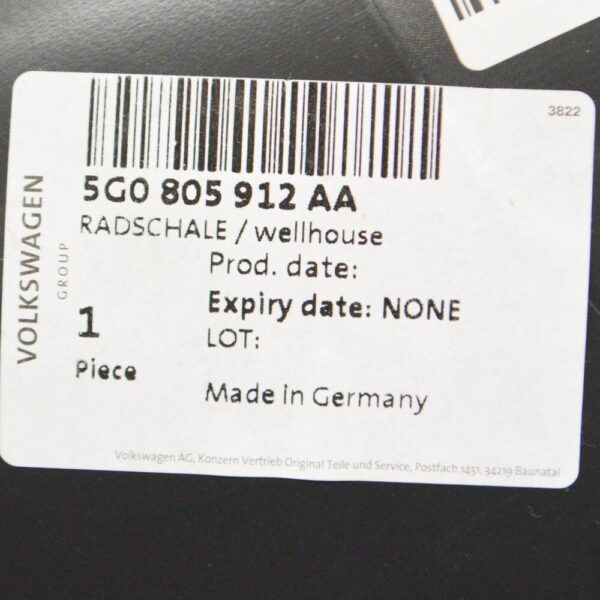 3822
5G0 805 912 AA
RADSCHALE / wellhouse
Prod. date:
Expiry date: NONE
LOT:
1
Piece
Made in Germany
VOLKSWAGEN
GROUP
Volkswagen AG, Konzern Vertrieb Original Teile und Service, Postfach 1451, 34219 Baunatal